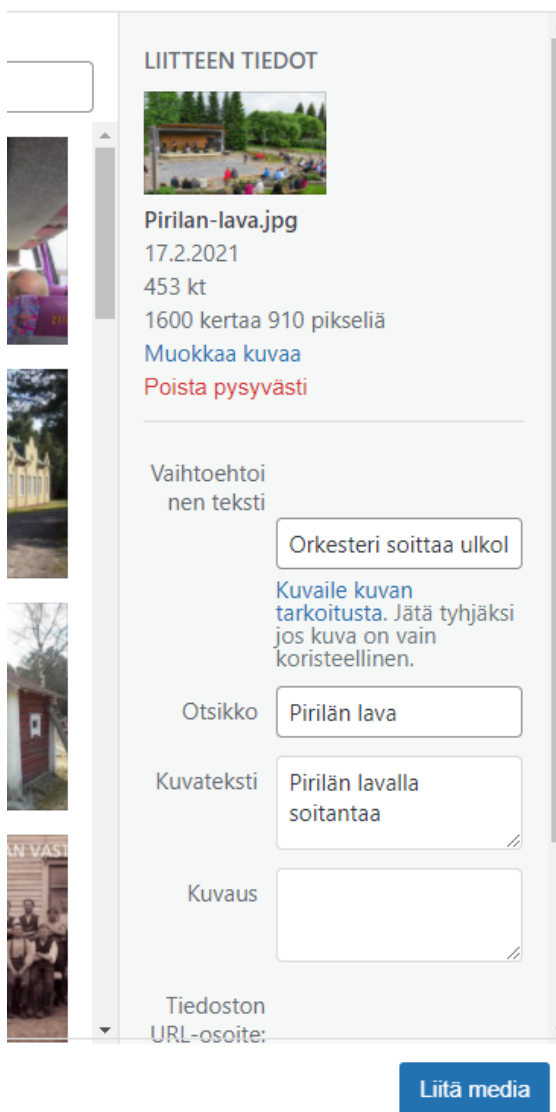 LIITTEEN TIEDOT
Pirilan-lava.jpg
17.2.2021
453 kt
1600 kertaa 910 pikseliä
Muokkaa kuvaa
Poista pysyvästi
Vaihtoehtoi
nen teksti
Orkesteri soittaa ulkol
Kuvaile kuvan
tarkoitusta. Jätä tyhjäksi
jos kuva on vain
koristeellinen.
Otsikko
Pirilän lava
Kuvateksti
Pirilän lavalla
soitantaa
Kuvaus
Tiedoston
URL-osoite:
Liitä media
AN VAST